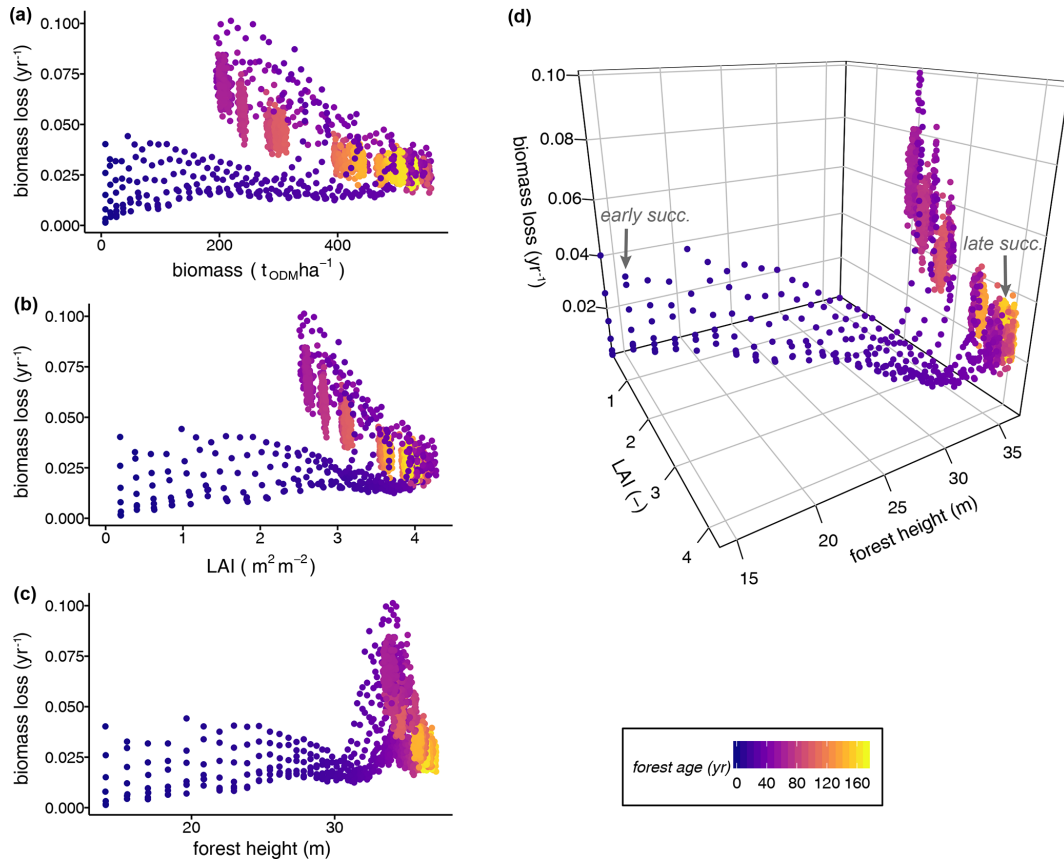 (a)
0.100
0.075
0.050
0.025
0.000
biomass loss (yr⁻¹)
0 200 400
biomass ( tODMha⁻¹ )
(b)
0.100
0.075
0.050
0.025
0.000
biomass loss (yr⁻¹)
0 1 2 3 4
LAI ( m² m⁻² )
(c)
0.100
0.075
0.050
0.025
0.000
biomass loss (yr⁻¹)
20 30
forest height (m)
(d)
0.10
0.08
0.06
0.04
0.02
biomass loss (yr⁻¹)
early succ.
late succ.
1
2
3
4
LAI (−)
15
20
25
30
35
forest height (m)
forest age (yr)
0 40 80 120 160